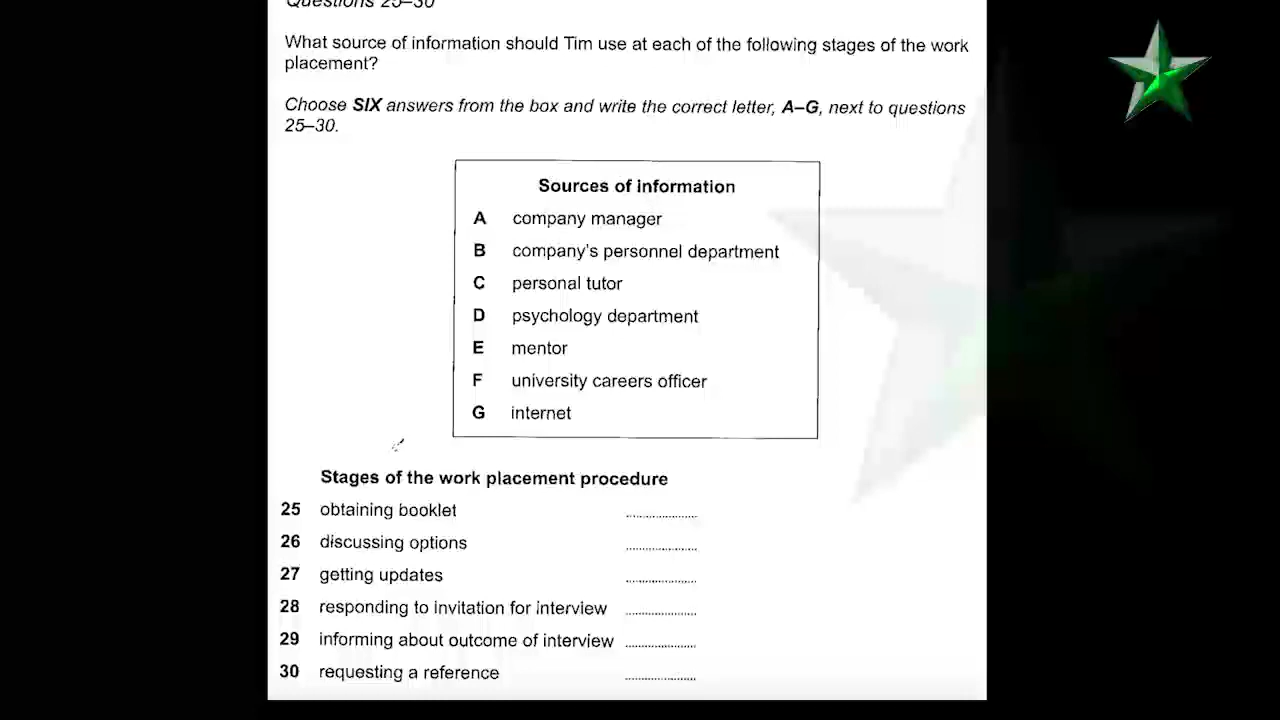 Questions 25–30
What source of information should Tim use at each of the following stages of the work
placement?
Choose SIX answers from the box and write the correct letter, A–G, next to questions
25–30.
Sources of information
A company manager
B company's personnel department
C personal tutor
D psychology department
E mentor
F university careers officer
G internet
Stages of the work placement procedure
25 obtaining booklet ....................
26 discussing options ....................
27 getting updates ....................
28 responding to invitation for interview ....................
29 informing about outcome of interview ....................
30 requesting a reference ....................